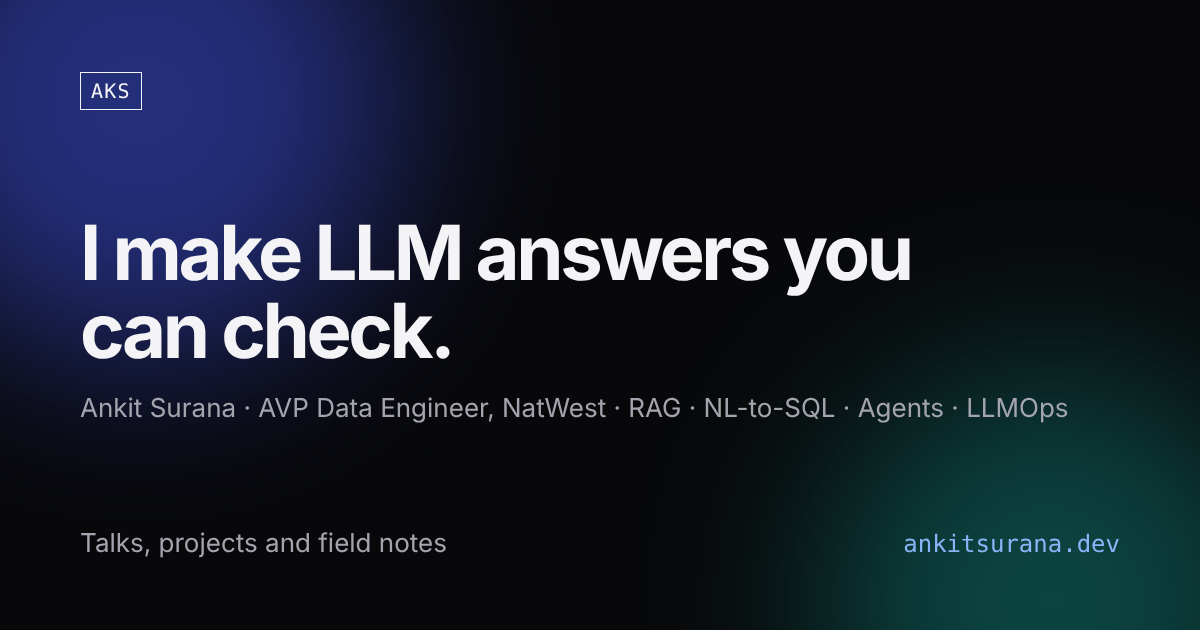 AKS
I make LLM answers you
can check.
Ankit Surana · AVP Data Engineer, NatWest · RAG · NL-to-SQL · Agents · LLMOps
Talks, projects and field notes
ankitsurana.dev